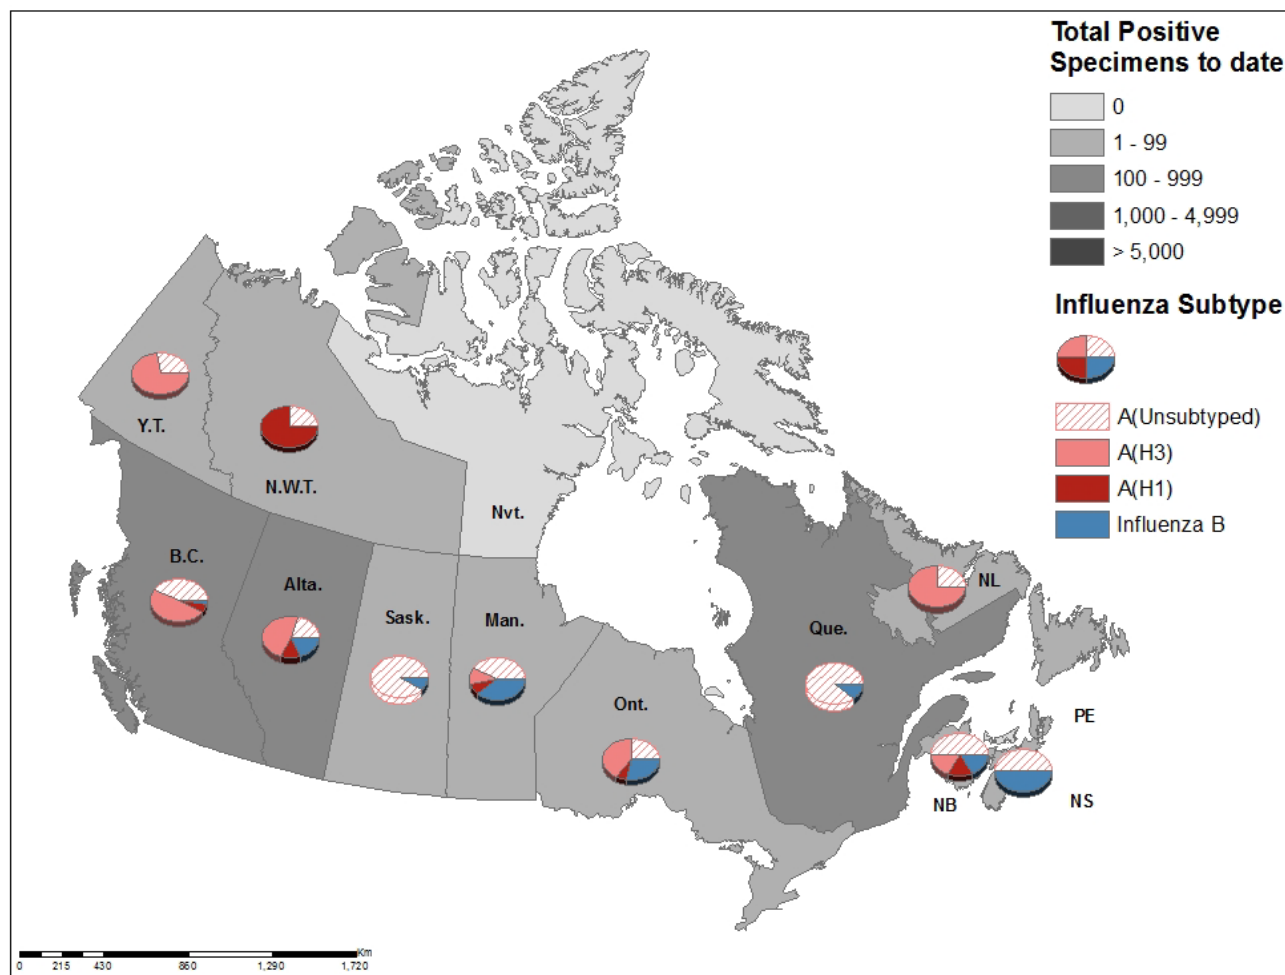 Total Positive
Specimens to date
0
1 - 99
100 - 999
1,000 - 4,999
> 5,000
Influenza Subtype
A(Unsubtyped)
A(H3)
A(H1)
Influenza B
Y.T.
N.W.T.
Nvt.
B.C.
Alta.
Sask.
Man.
Ont.
Que.
NL
PE
NB
NS
Km
0 215 430 860 1,290 1,720